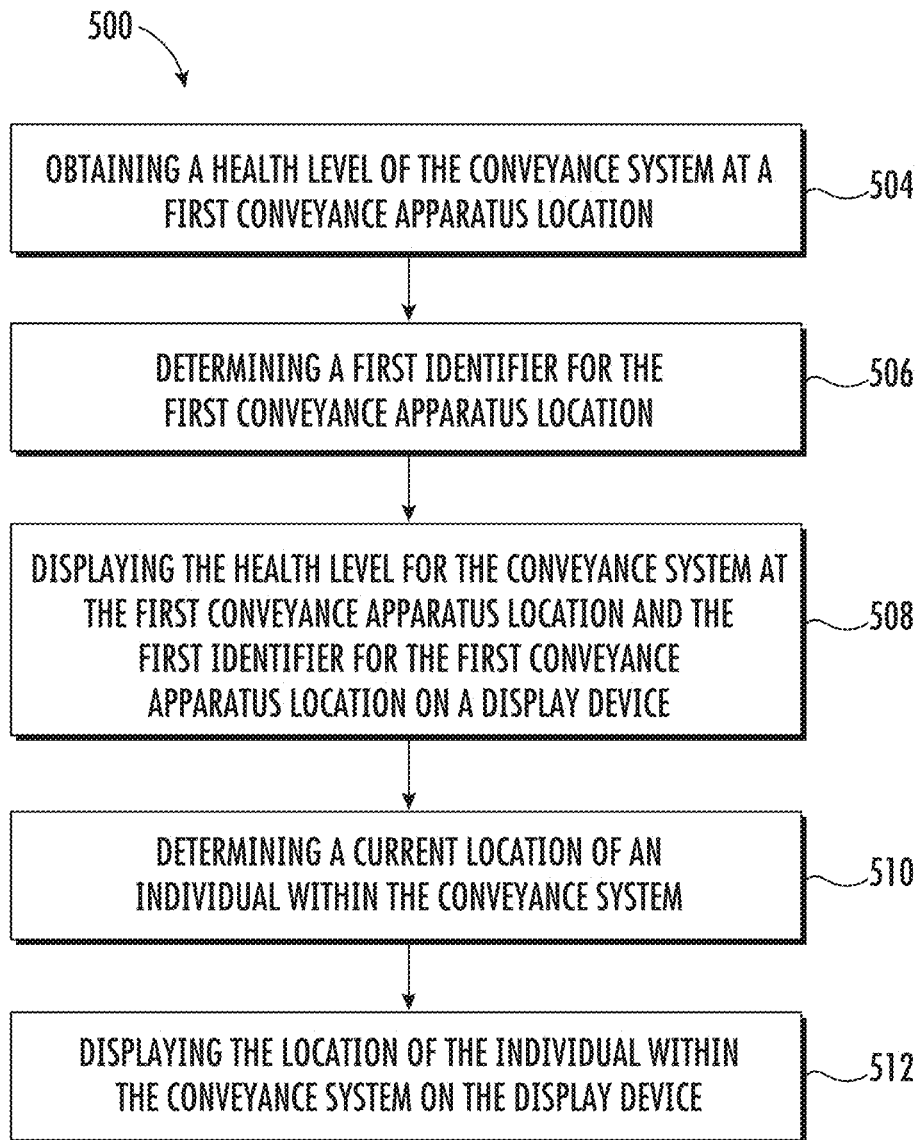 500
OBTAINING A HEALTH LEVEL OF THE CONVEYANCE SYSTEM AT A
FIRST CONVEYANCE APPARATUS LOCATION
504
DETERMINING A FIRST IDENTIFIER FOR THE
FIRST CONVEYANCE APPARATUS LOCATION
506
DISPLAYING THE HEALTH LEVEL FOR THE CONVEYANCE SYSTEM AT
THE FIRST CONVEYANCE APPARATUS LOCATION AND THE
FIRST IDENTIFIER FOR THE FIRST CONVEYANCE
APPARATUS LOCATION ON A DISPLAY DEVICE
508
DETERMINING A CURRENT LOCATION OF AN
INDIVIDUAL WITHIN THE CONVEYANCE SYSTEM
510
DISPLAYING THE LOCATION OF THE INDIVIDUAL WITHIN
THE CONVEYANCE SYSTEM ON THE DISPLAY DEVICE
512